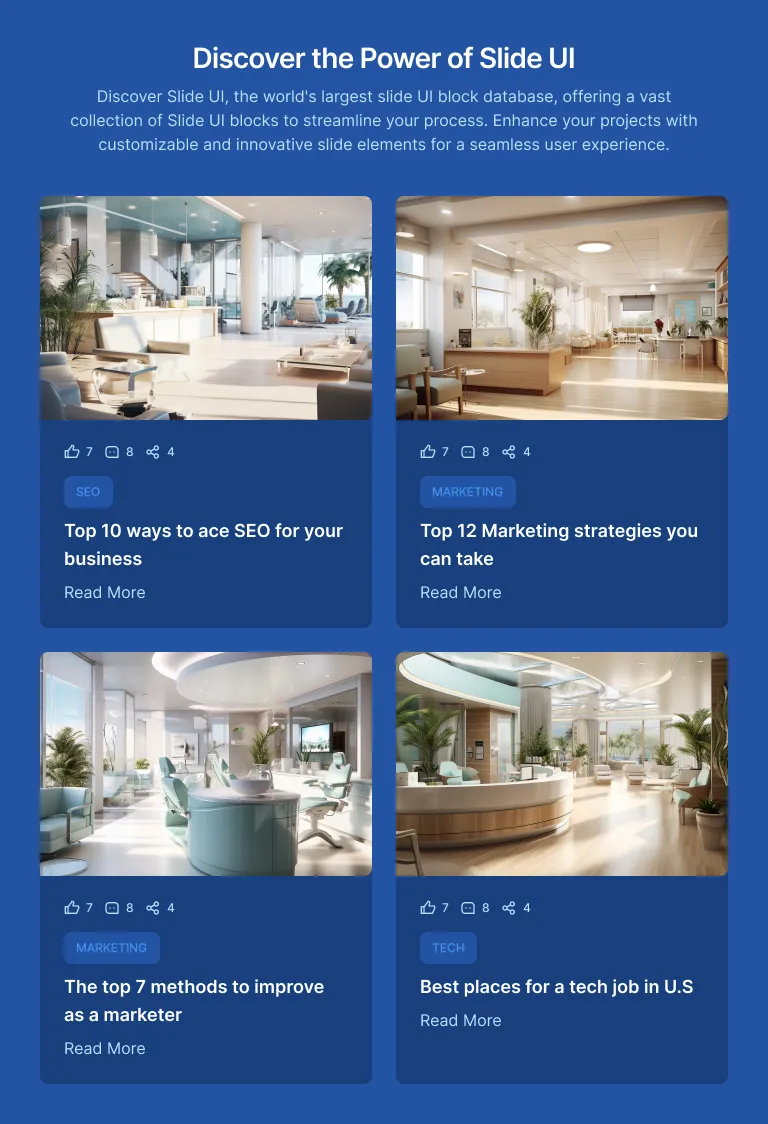 Discover the Power of Slide UI
Discover Slide UI, the world's largest slide UI block database, offering a vast
collection of Slide UI blocks to streamline your process. Enhance your projects with
customizable and innovative slide elements for a seamless user experience.
7 8 4
SEO
Top 10 ways to ace SEO for your
business
Read More
7 8 4
MARKETING
Top 12 Marketing strategies you
can take
Read More
7 8 4
MARKETING
The top 7 methods to improve
as a marketer
Read More
7 8 4
TECH
Best places for a tech job in U.S
Read More